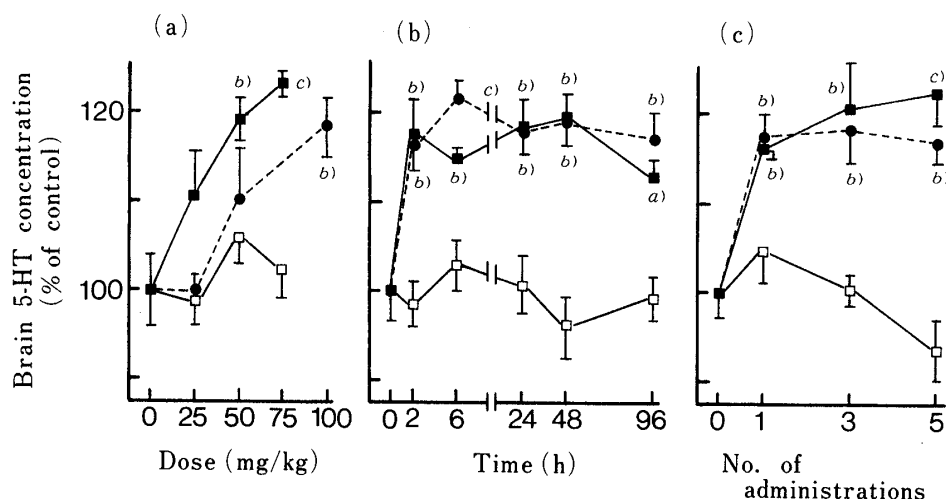 (a)
(b)
(c)
Brain 5-HT concentration
(% of control)
120
100
b)
c)
b)
0 25 50 75 100
Dose (mg/kg)
b)
c)
b)
b)
b)
b)
b)
a)
0 2 6 24 48 96
Time (h)
b)
b)
c)
b)
b)
b)
0 1 3 5
No. of
administrations